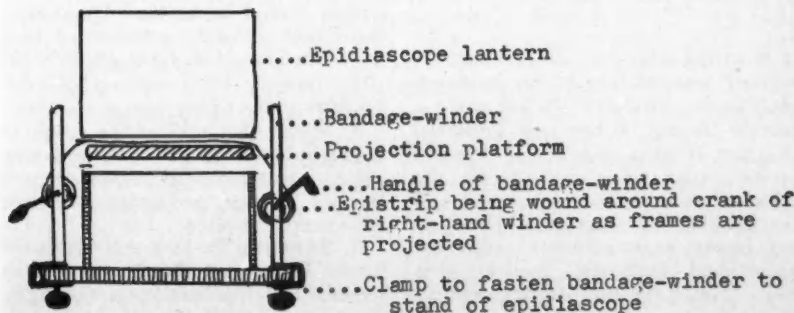 ....Epidiascope lantern
....Bandage-winder
....Projection platform
....Handle of bandage-winder
....Epistrip being wound around crank of
right-hand winder as frames are
projected
.....Clamp to fasten bandage-winder to
stand of epidiascope